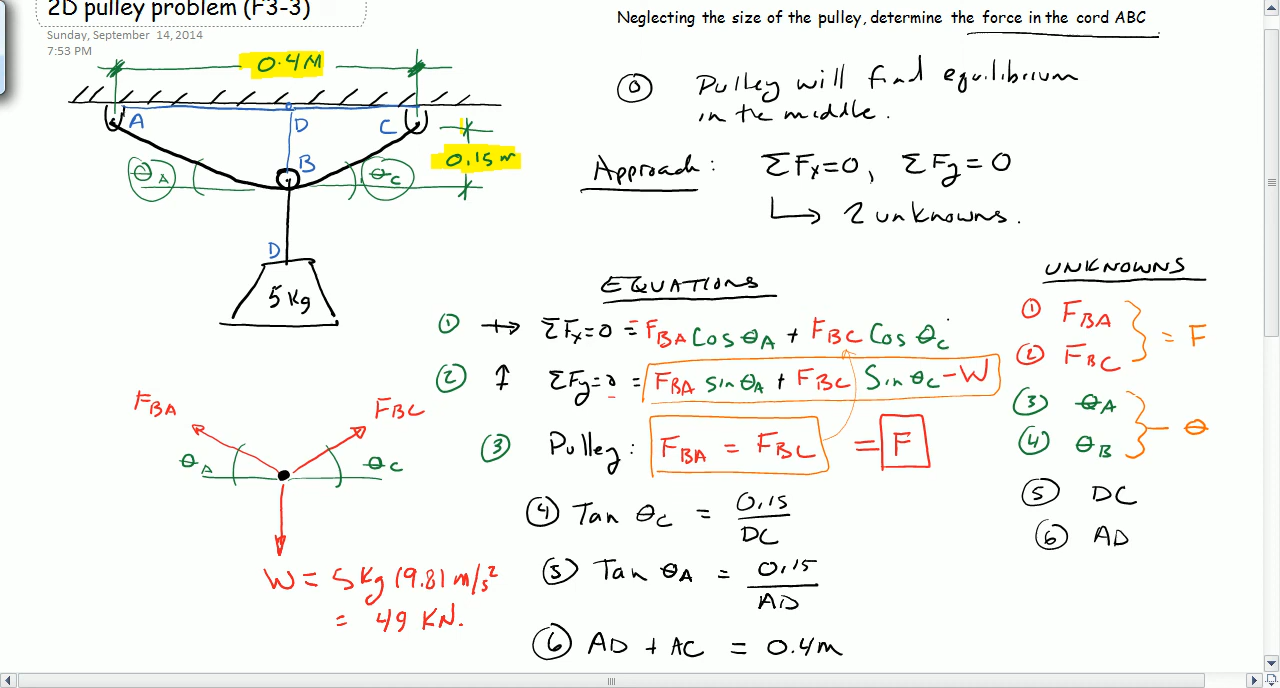 2D pulley problem (F3-3)
Sunday, September 14, 2014
7:53 PM
Neglecting the size of the pulley, determine the force in the cord ABC
0.4M
A
D
C
B
0.15m
θA
θC
D
5 Kg
⓪ Pulley will find equilibrium
in the middle.
Approach: ΣFx=0, ΣFy=0
↳ 2 unknowns.
EQUATIONS
① → ΣFx=0 = FBA Cos θA + FBC Cos θC
② ↑ ΣFy=0 = FBA Sin θA + FBC Sin θC - W
③ Pulley: FBA = FBC = F
④ Tan θC = 0.15/DC
⑤ Tan θA = 0.15/AD
⑥ AD + AC = 0.4m
UNKNOWNS
① FBA
② FBC
= F
③ θA
④ θB
θ
⑤ DC
⑥ AD
FBA
FBC
θA
θC
W = 5Kg (9.81 m/s²
= 49 KN.